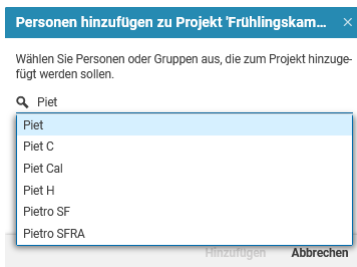 Personen hinzufügen zu Projekt 'Frühlingskam...
Wählen Sie Personen oder Gruppen aus, die zum Projekt hinzuge-
fügt werden sollen.
Piet
Piet
Piet C
Piet Cal
Piet H
Pietro SF
Pietro SFRA
Hinzufügen Abbrechen